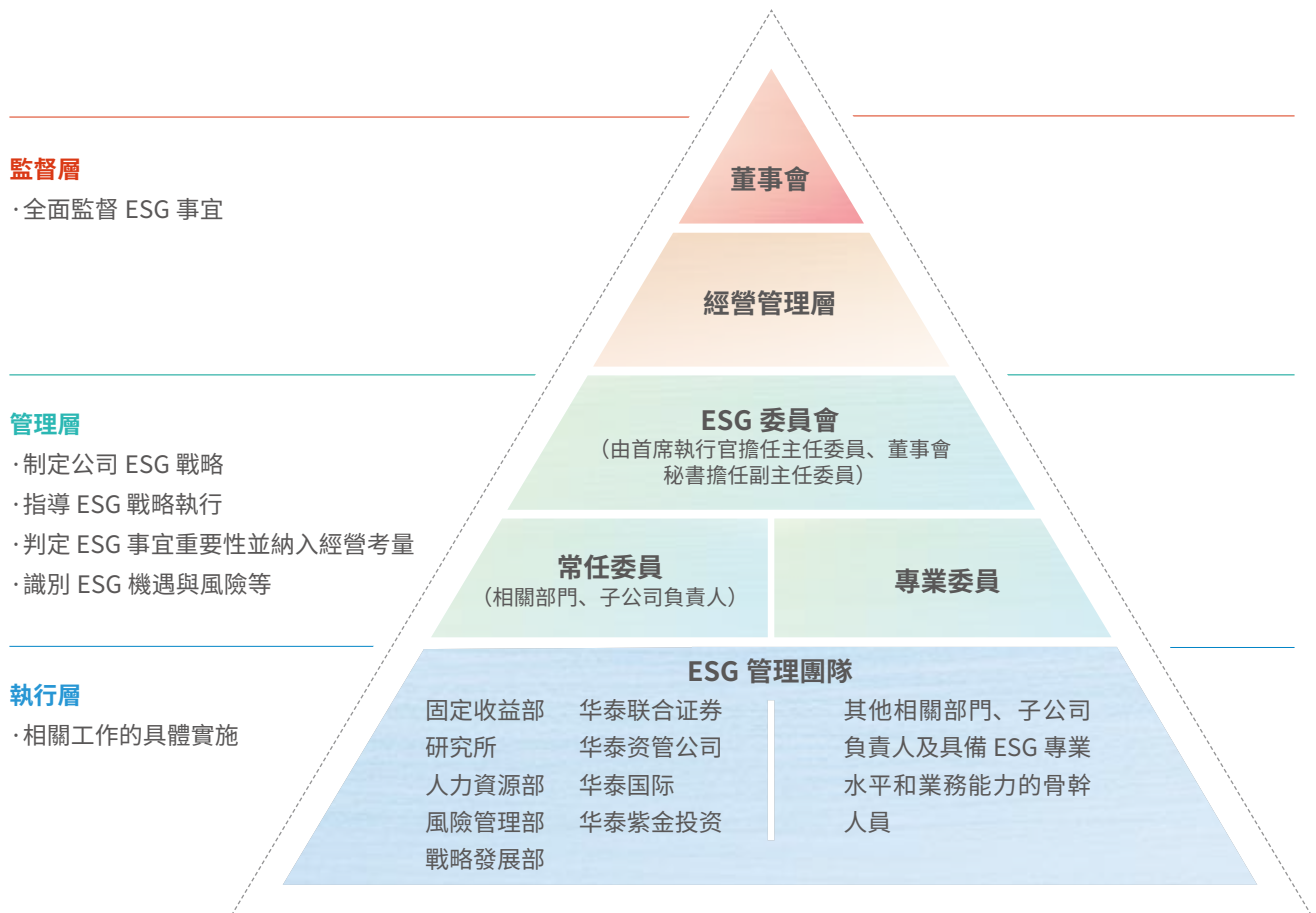 董事會
監督層
·全面監督 ESG 事宜
經營管理層
管理層
·制定公司 ESG 戰略
·指導 ESG 戰略執行
·判定 ESG 事宜重要性並納入經營考量
·識別 ESG 機遇與風險等
ESG 委員會
（由首席執行官擔任主任委員、董事會
秘書擔任副主任委員）
常任委員
（相關部門、子公司負責人）
專業委員
執行層
·相關工作的具體實施
ESG 管理團隊
固定收益部
研究所
人力資源部
風險管理部
戰略發展部
华泰联合证券
华泰资管公司
华泰国际
华泰紫金投资
其他相關部門、子公司
負責人及具備 ESG 專業
水平和業務能力的骨幹
人員